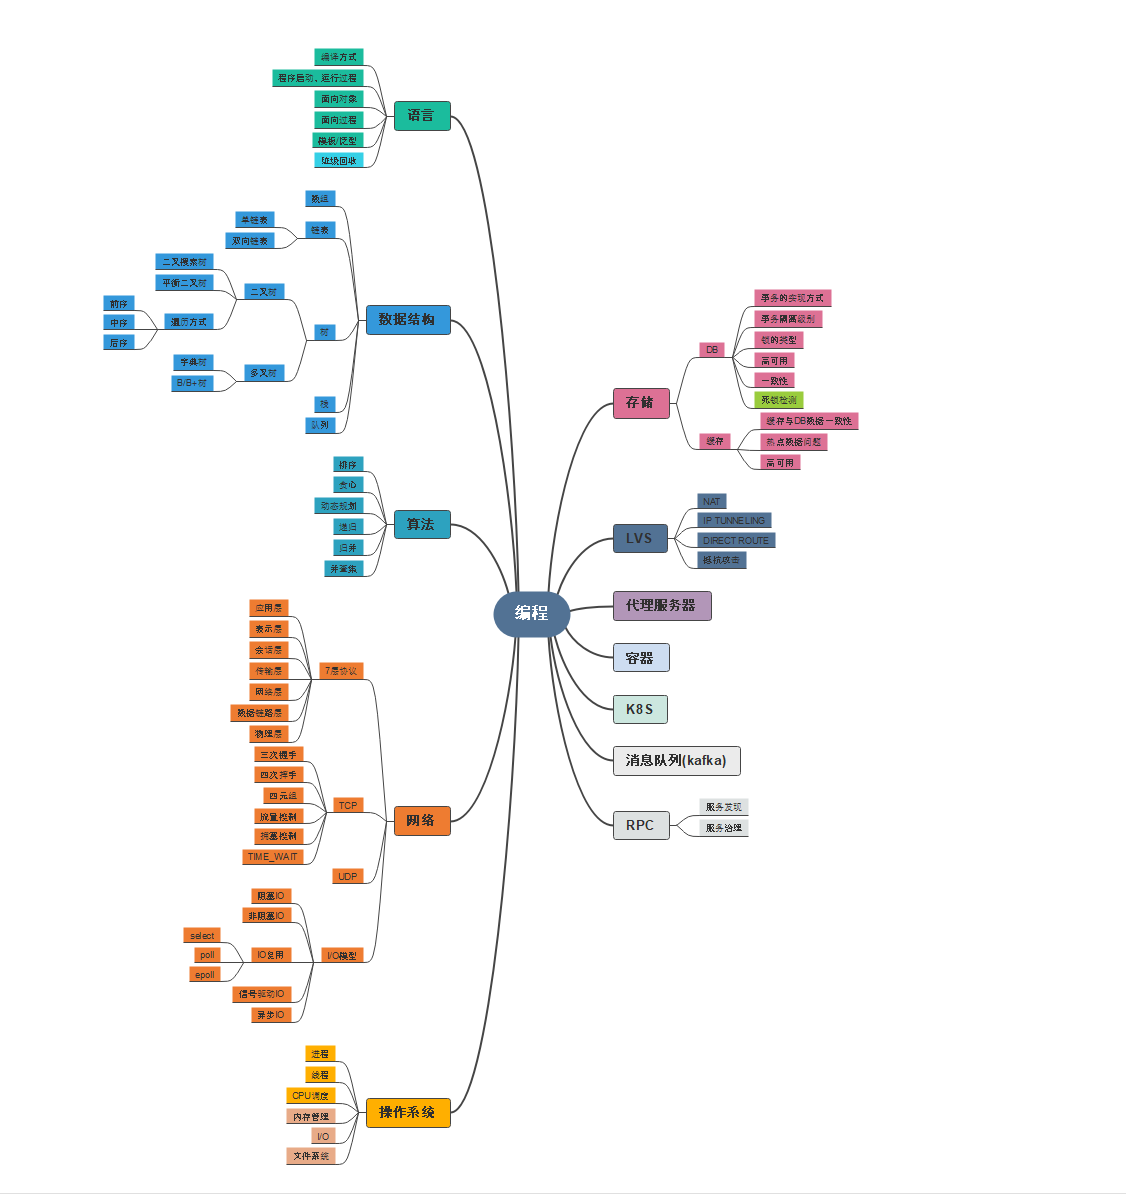 编程
语言
编译方式
程序启动、运行过程
面向对象
面向过程
模板/泛型
垃圾回收
数据结构
数组
链表
单链表
双向链表
树
二叉树
二叉搜索树
平衡二叉树
遍历方式
前序
中序
后序
多叉树
字典树
B/B+树
栈
队列
算法
排序
贪心
动态规划
递归
归并
并查集
网络
7层协议
应用层
表示层
会话层
传输层
网络层
数据链路层
物理层
TCP
三次握手
四次挥手
四元组
流量控制
拥塞控制
TIME_WAIT
UDP
I/O模型
阻塞IO
非阻塞IO
IO复用
select
poll
epoll
信号驱动IO
异步IO
操作系统
进程
线程
CPU调度
内存管理
I/O
文件系统
存储
DB
事务的实现方式
事务隔离级别
锁的类型
高可用
一致性
死锁检测
缓存
缓存与DB数据一致性
热点数据问题
高可用
LVS
NAT
IP TUNNELING
DIRECT ROUTE
抵抗攻击
代理服务器
容器
K8S
消息队列(kafka)
RPC
服务发现
服务治理